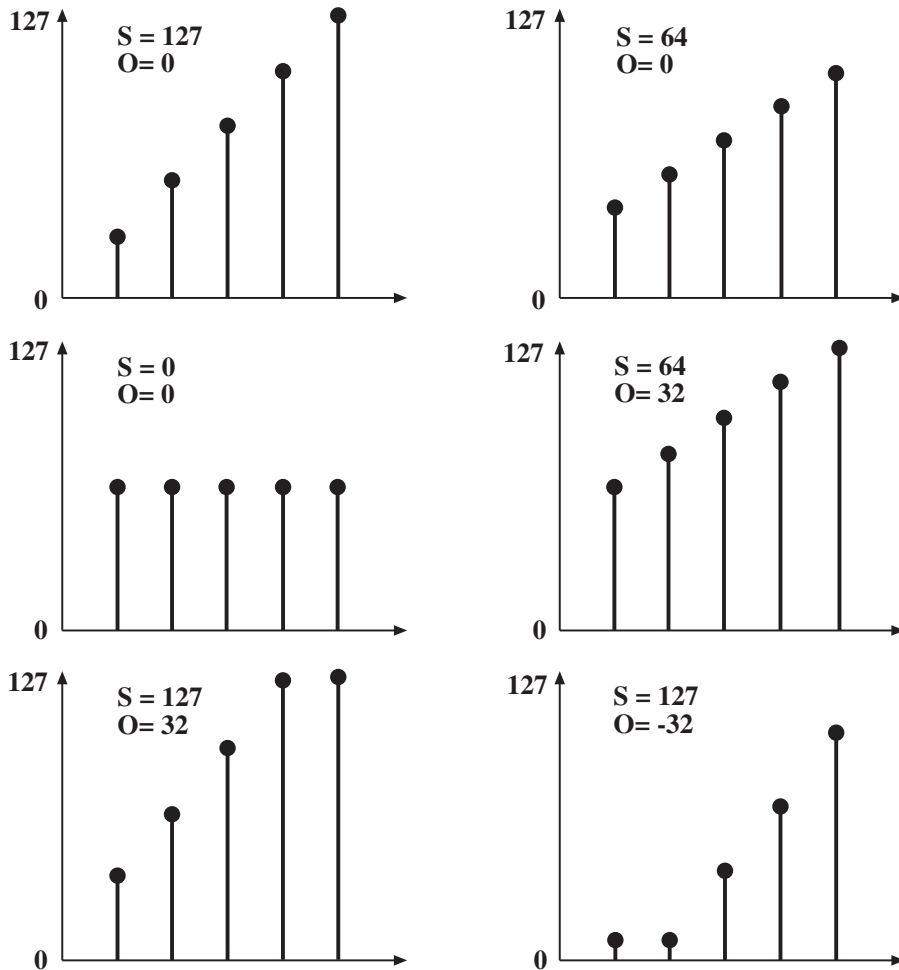 127
S = 127
O= 0
0
127
S = 64
O= 0
0
127
S = 0
O= 0
0
127
S = 64
O= 32
0
127
S = 127
O= 32
0
127
S = 127
O= -32
0